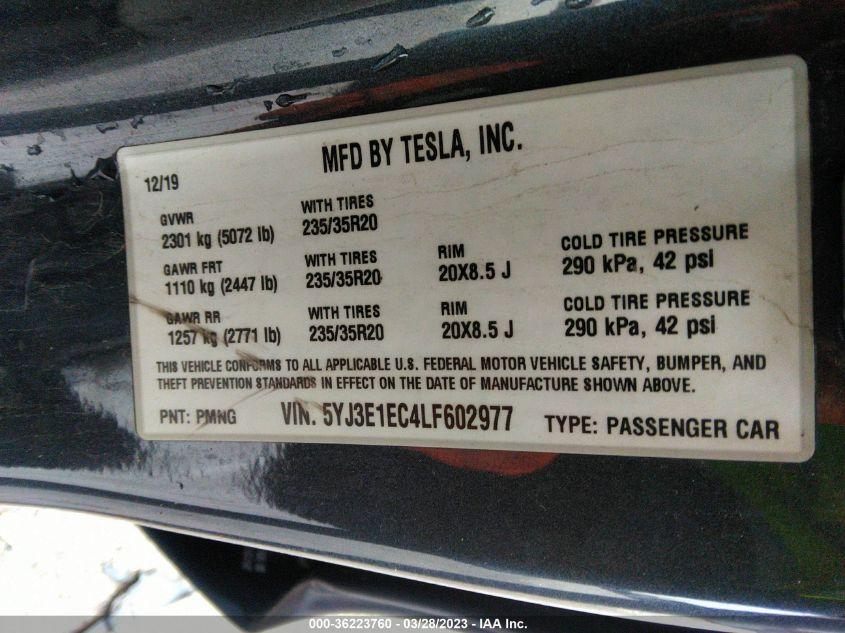 MFD BY TESLA, INC.
12/19
GVWR WITH TIRES
2301 kg (5072 lb) 235/35R20
GAWR FRT WITH TIRES RIM COLD TIRE PRESSURE
1110 kg (2447 lb) 235/35R20 20X8.5 J 290 kPa, 42 psi
GAWR RR WITH TIRES RIM COLD TIRE PRESSURE
1257 kg (2771 lb) 235/35R20 20X8.5 J 290 kPa, 42 psi
THIS VEHICLE CONFORMS TO ALL APPLICABLE U.S. FEDERAL MOTOR VEHICLE SAFETY, BUMPER, AND
THEFT PREVENTION STANDARDS IN EFFECT ON THE DATE OF MANUFACTURE SHOWN ABOVE.
PNT: PMNG VIN. 5YJ3E1EC4LF602977 TYPE: PASSENGER CAR
000-36223760 - 03/28/2023 - IAA Inc.